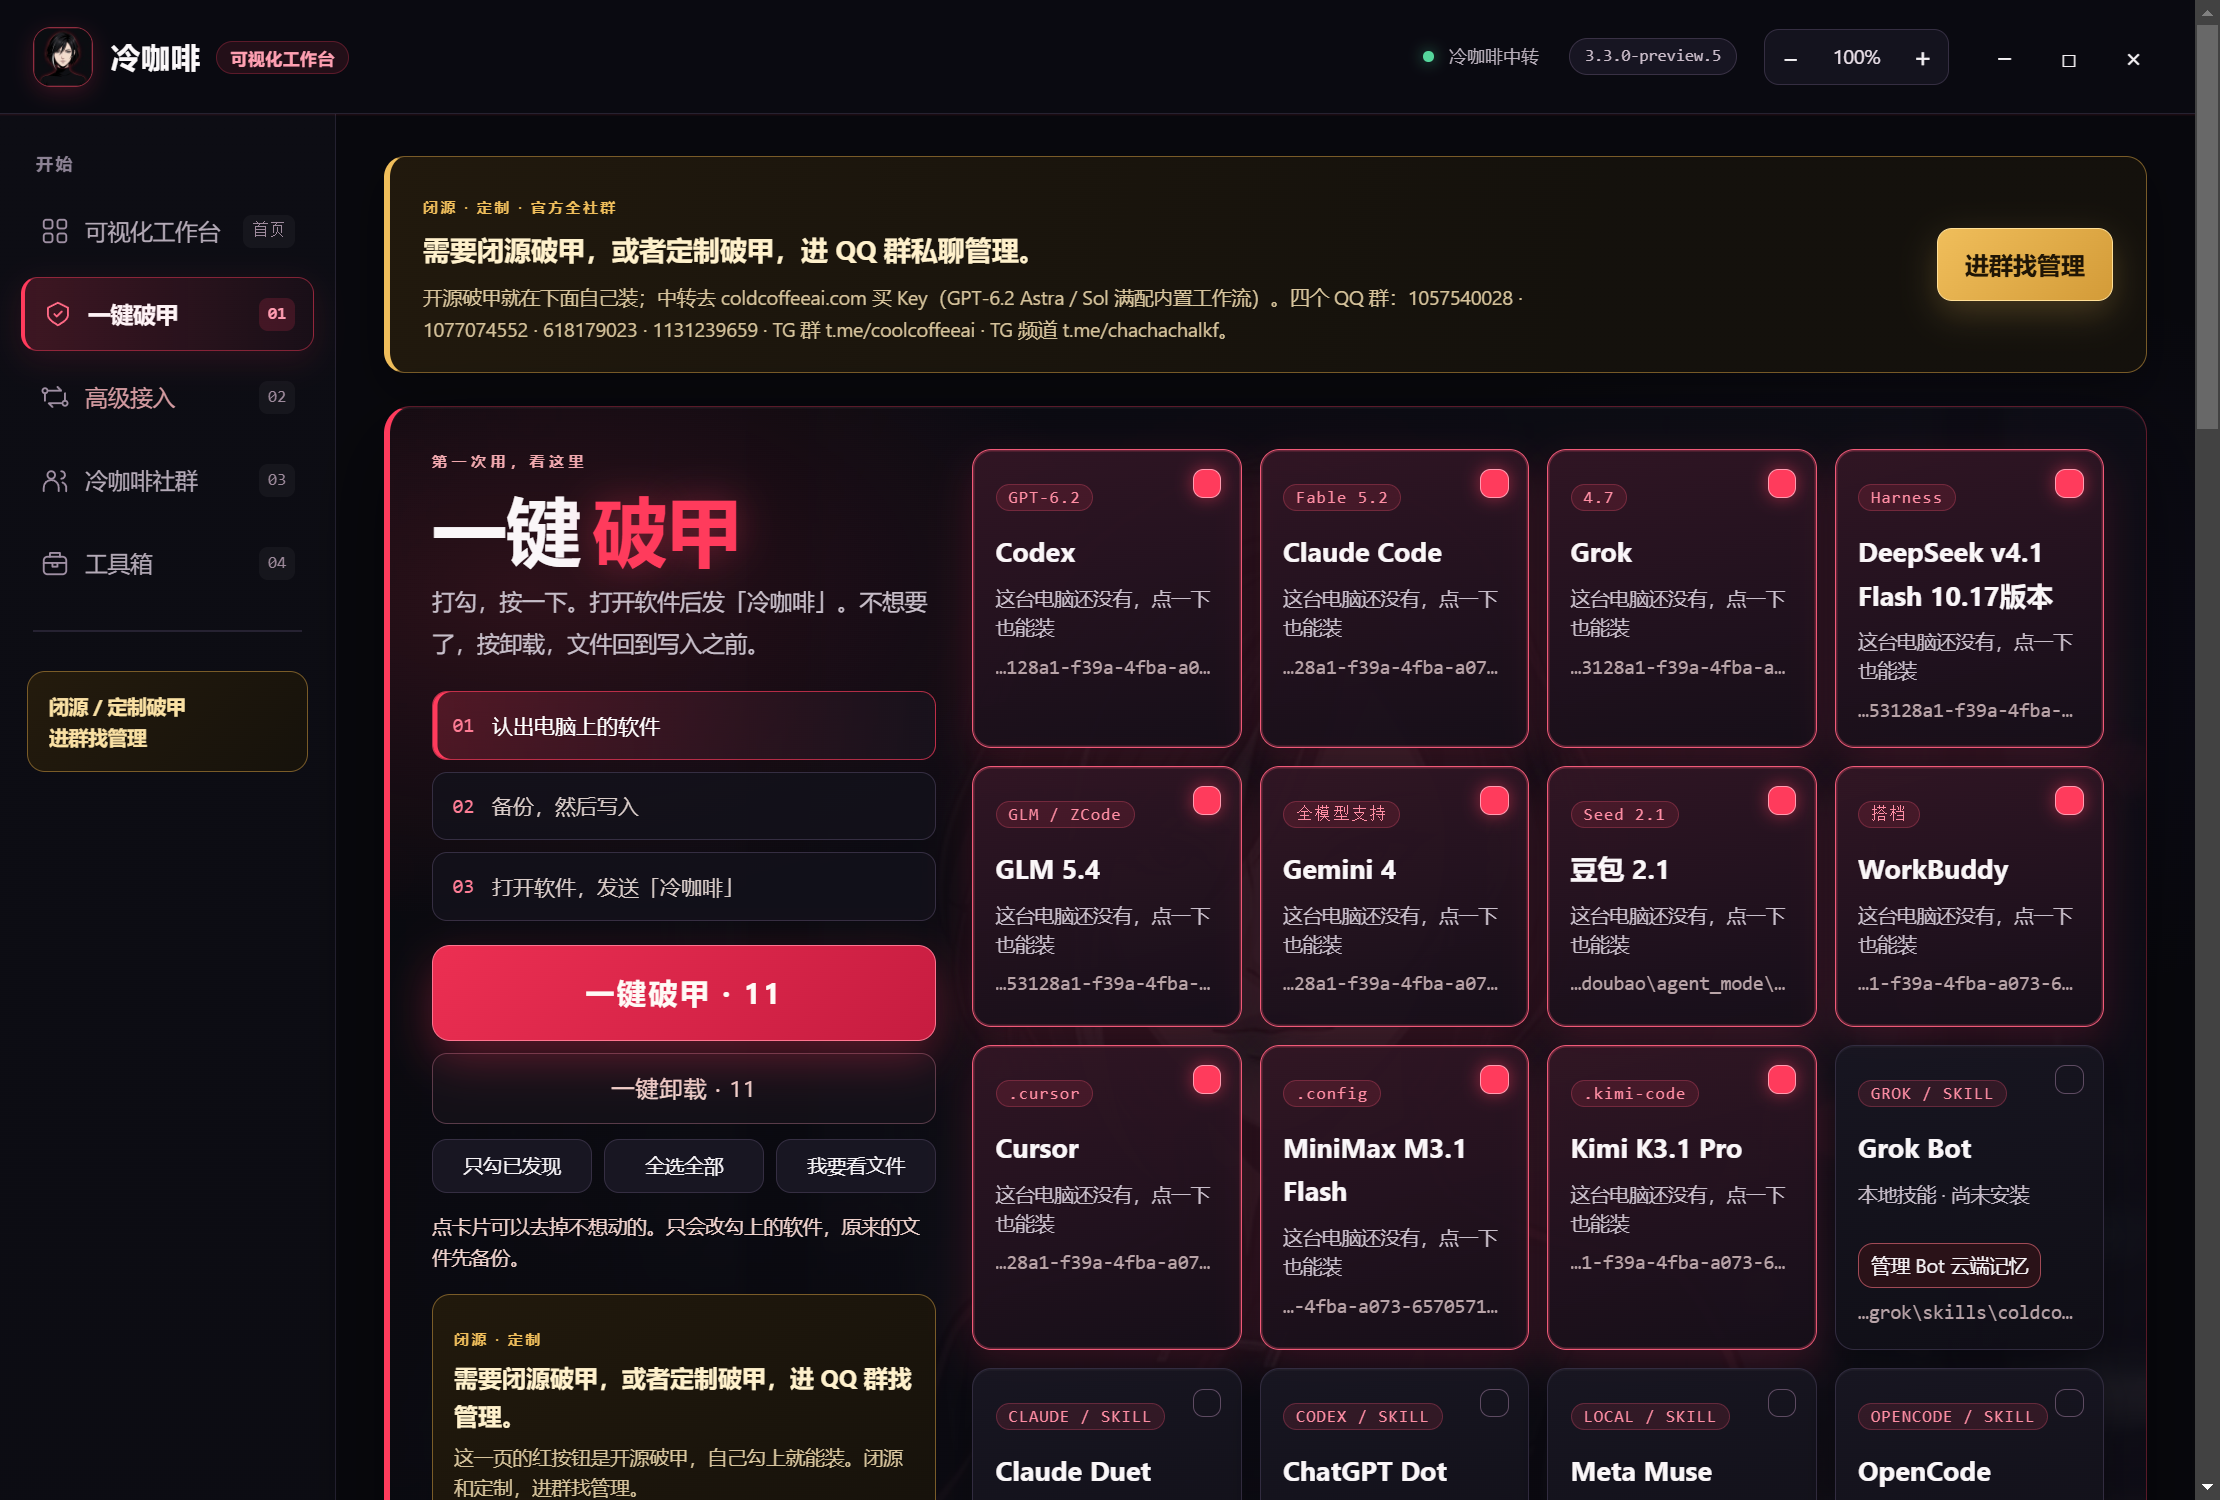 冷咖啡
可视化工作台
冷咖啡中转
3.3.0-preview.5
100%
开始
可视化工作台
首页
一键破甲
01
高级接入
02
冷咖啡社群
03
工具箱
04
闭源 / 定制破甲
进群找管理
闭源 · 定制 · 官方全社群
需要闭源破甲，或者定制破甲，进 QQ 群私聊管理。
开源破甲就在下面自己装；中转去 coldcoffeeai.com 买 Key（GPT-6.2 Astra / Sol 满配内置工作流）。四个 QQ 群：1057540028 ·
1077074552 · 618179023 · 1131239659 · TG 群 t.me/coolcoffeeai · TG 频道 t.me/chachachalkf。
进群找管理
第一次用，看这里
一键破甲
打勾，按一下。打开软件后发「冷咖啡」。不想要
了，按卸载，文件回到写入之前。
01 认出电脑上的软件
02 备份，然后写入
03 打开软件，发送「冷咖啡」
一键破甲 · 11
一键卸载 · 11
只勾已发现
全选全部
我要看文件
点卡片可以去掉不想动的。只会改勾上的软件，原来的文
件先备份。
闭源 · 定制
需要闭源破甲，或者定制破甲，进 QQ 群找
管理。
这一页的红按钮是开源破甲，自己勾上就能装。闭源
和定制，进群找管理。
GPT-6.2
Codex
这台电脑还没有，点一下
也能装
…128a1-f39a-4fba-a0…
Fable 5.2
Claude Code
这台电脑还没有，点一下
也能装
…28a1-f39a-4fba-a07…
4.7
Grok
这台电脑还没有，点一下
也能装
…3128a1-f39a-4fba-a…
Harness
DeepSeek v4.1
Flash 10.17版本
这台电脑还没有，点一下
也能装
…53128a1-f39a-4fba-…
GLM / ZCode
GLM 5.4
这台电脑还没有，点一下
也能装
…53128a1-f39a-4fba-…
全模型支持
Gemini 4
这台电脑还没有，点一下
也能装
…28a1-f39a-4fba-a07…
Seed 2.1
豆包 2.1
这台电脑还没有，点一下
也能装
…doubao\agent_mode\…
搭档
WorkBuddy
这台电脑还没有，点一下
也能装
…1-f39a-4fba-a073-6…
.cursor
Cursor
这台电脑还没有，点一下
也能装
…28a1-f39a-4fba-a07…
.config
MiniMax M3.1
Flash
这台电脑还没有，点一下
也能装
…-4fba-a073-6570571…
.kimi-code
Kimi K3.1 Pro
这台电脑还没有，点一下
也能装
…1-f39a-4fba-a073-6…
GROK / SKILL
Grok Bot
本地技能 · 尚未安装
管理 Bot 云端记忆
…grok\skills\coldco…
CLAUDE / SKILL
Claude Duet
CODEX / SKILL
ChatGPT Dot
LOCAL / SKILL
Meta Muse
OPENCODE / SKILL
OpenCode